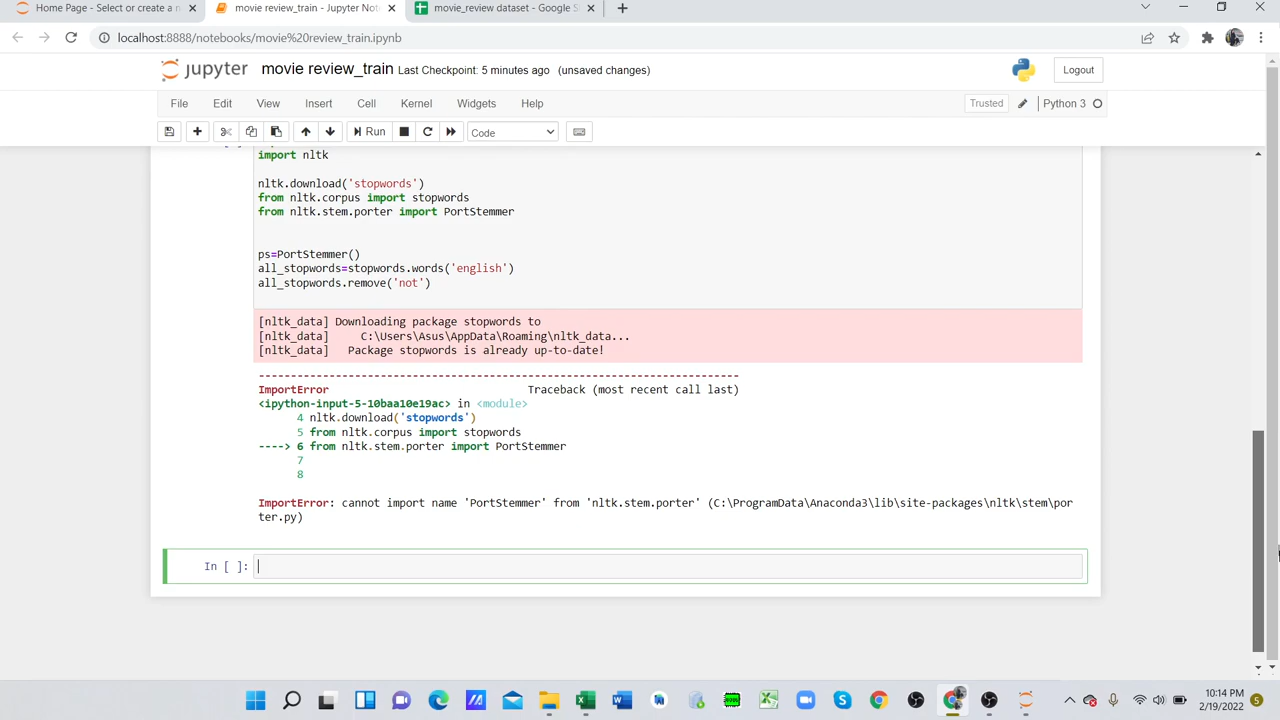 Home Page - Select or create a n
movie review_train - Jupyter Not
movie_review dataset - Google S
localhost:8888/notebooks/movie%20review_train.ipynb
jupyter movie review_train Last Checkpoint: 5 minutes ago (unsaved changes)
Logout
File Edit View Insert Cell Kernel Widgets Help
Trusted Python 3
Run Code
import nltk
nltk.download('stopwords')
from nltk.corpus import stopwords
from nltk.stem.porter import PortStemmer
ps=PortStemmer()
all_stopwords=stopwords.words('english')
all_stopwords.remove('not')
[nltk_data] Downloading package stopwords to
[nltk_data]     C:\Users\Asus\AppData\Roaming\nltk_data...
[nltk_data]   Package stopwords is already up-to-date!
---------------------------------------------------------------------------
ImportError                               Traceback (most recent call last)
<ipython-input-5-10baa10e19ac> in <module>
      4 nltk.download('stopwords')
      5 from nltk.corpus import stopwords
----> 6 from nltk.stem.porter import PortStemmer
      7
      8
ImportError: cannot import name 'PortStemmer' from 'nltk.stem.porter' (C:\ProgramData\Anaconda3\lib\site-packages\nltk\stem\por
ter.py)
In [ ]:
10:14 PM
2/19/2022
5